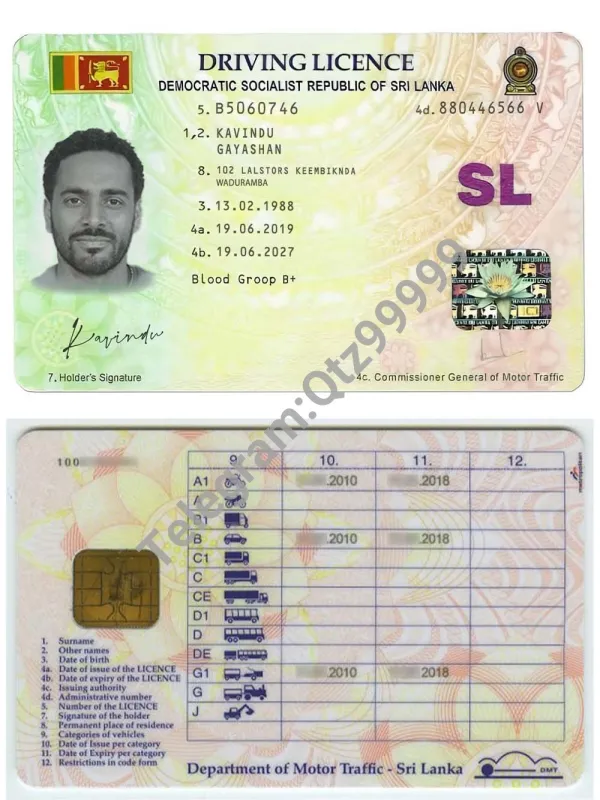 DRIVING LICENCE
DEMOCRATIC SOCIALIST REPUBLIC OF SRI LANKA
5. B5060746 4d. 880446566 V
1,2. KAVINDU
GAYASHAN
8. 102 LALSTORS KEEMBIKNDA
WADURAMBA
SL
3. 13.02.1988
4a. 19.06.2019
4b. 19.06.2027
Blood Groop B+
Kavindu
7. Holder's Signature 4c. Commissioner General of Motor Traffic
Telegram:Qtz99999
100
9. 10. 11. 12.
A1 .2010 .2018
A
B1
B .2010 .2018
C1
C
CE
D1
D
DE
G1 .2010 .2018
G
J
1. Surname
2. Other names
3. Date of birth
4a. Date of issue of the LICENCE
4b. Date of expiry of the LICENCE
4c. Issuing authority
4d. Administrative number
5. Number of the LICENCE
7. Signature of the holder
8. Permanent place of residence
9. Categories of vehicles
10. Date of Issue per category
11. Date of Expiry per category
12. Restrictions in code form
Department of Motor Traffic - Sri Lanka
DMT